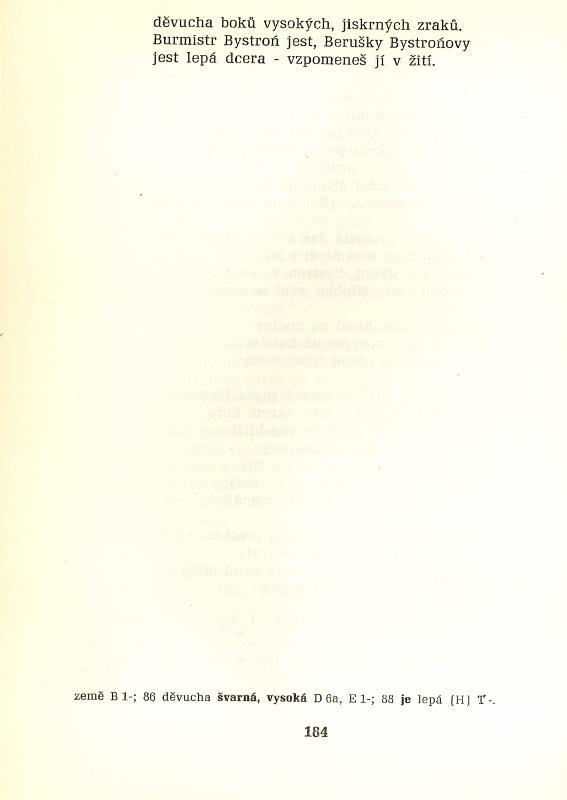 děvucha boků vysokých, jiskrných zraků.
Burmistr Bystroń jest, Berušky Bystroňovy
jest lepá dcera - vzpomeneš jí v žití.
země B 1-; 86 děvucha švarná, vysoká D 6a, E 1-; 88 je lepá (H) T-.
184